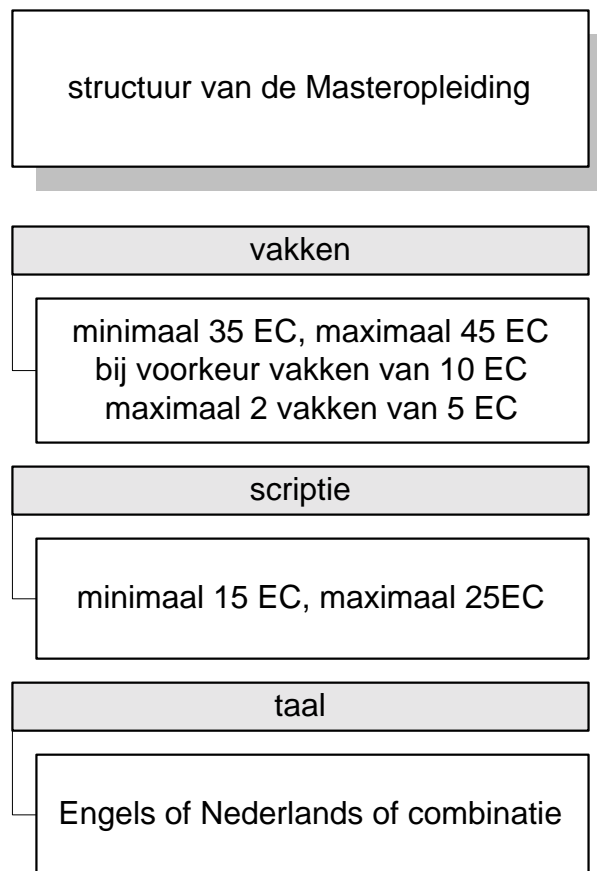 structuur van de Masteropleiding
vakken
minimaal 35 EC, maximaal 45 EC
bij voorkeur vakken van 10 EC
maximaal 2 vakken van 5 EC
scriptie
minimaal 15 EC, maximaal 25EC
taal
Engels of Nederlands of combinatie